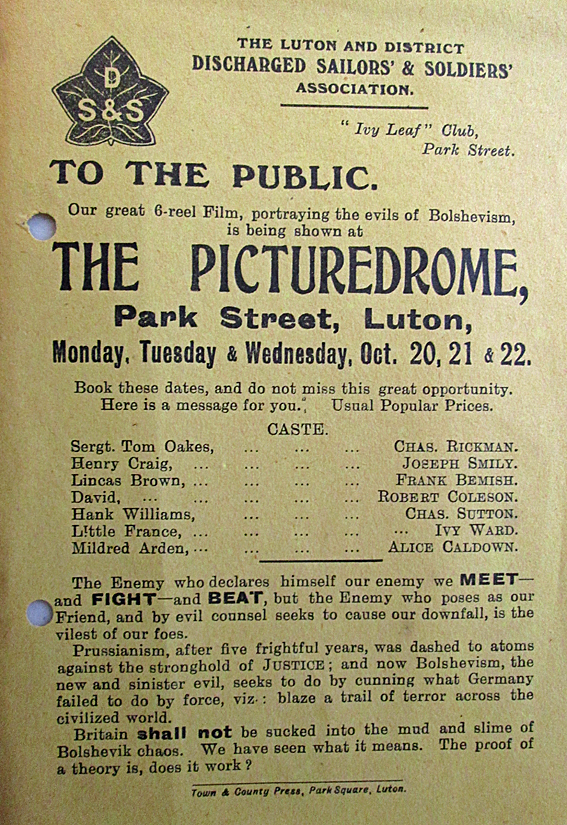 D
S&S
THE LUTON AND DISTRICT
DISCHARGED SAILORS' & SOLDIERS'
ASSOCIATION.
"Ivy Leaf" Club,
Park Street.
TO THE PUBLIC.
Our great 6-reel Film, portraying the evils of Bolshevism,
is being shown at
THE PICTUREDROME,
Park Street, Luton,
Monday, Tuesday & Wednesday, Oct. 20, 21 & 22.
Book these dates, and do not miss this great opportunity.
Here is a message for you. Usual Popular Prices.
CASTE.
Sergt. Tom Oakes, ... ... ... CHAS. RICKMAN.
Henry Craig, ... ... ... ... JOSEPH SMILY.
Lincas Brown, ... ... ... ... FRANK BEMISH.
David, ... ... ... ... ROBERT COLESON.
Hank Williams, ... ... ... CHAS. SUTTON.
Little France, ... ... ... ... ... IVY WARD.
Mildred Arden, ... ... ... ... ALICE CALDOWN.
The Enemy who declares himself our enemy we MEET—
and FIGHT—and BEAT, but the Enemy who poses as our
Friend, and by evil counsel seeks to cause our downfall, is the
vilest of our foes.
Prussianism, after five frightful years, was dashed to atoms
against the stronghold of JUSTICE; and now Bolshevism, the
new and sinister evil, seeks to do by cunning what Germany
failed to do by force, viz.: blaze a trail of terror across the
civilized world.
Britain shall not be sucked into the mud and slime of
Bolshevik chaos. We have seen what it means. The proof of
a theory is, does it work?
Town & County Press, Park Square, Luton.